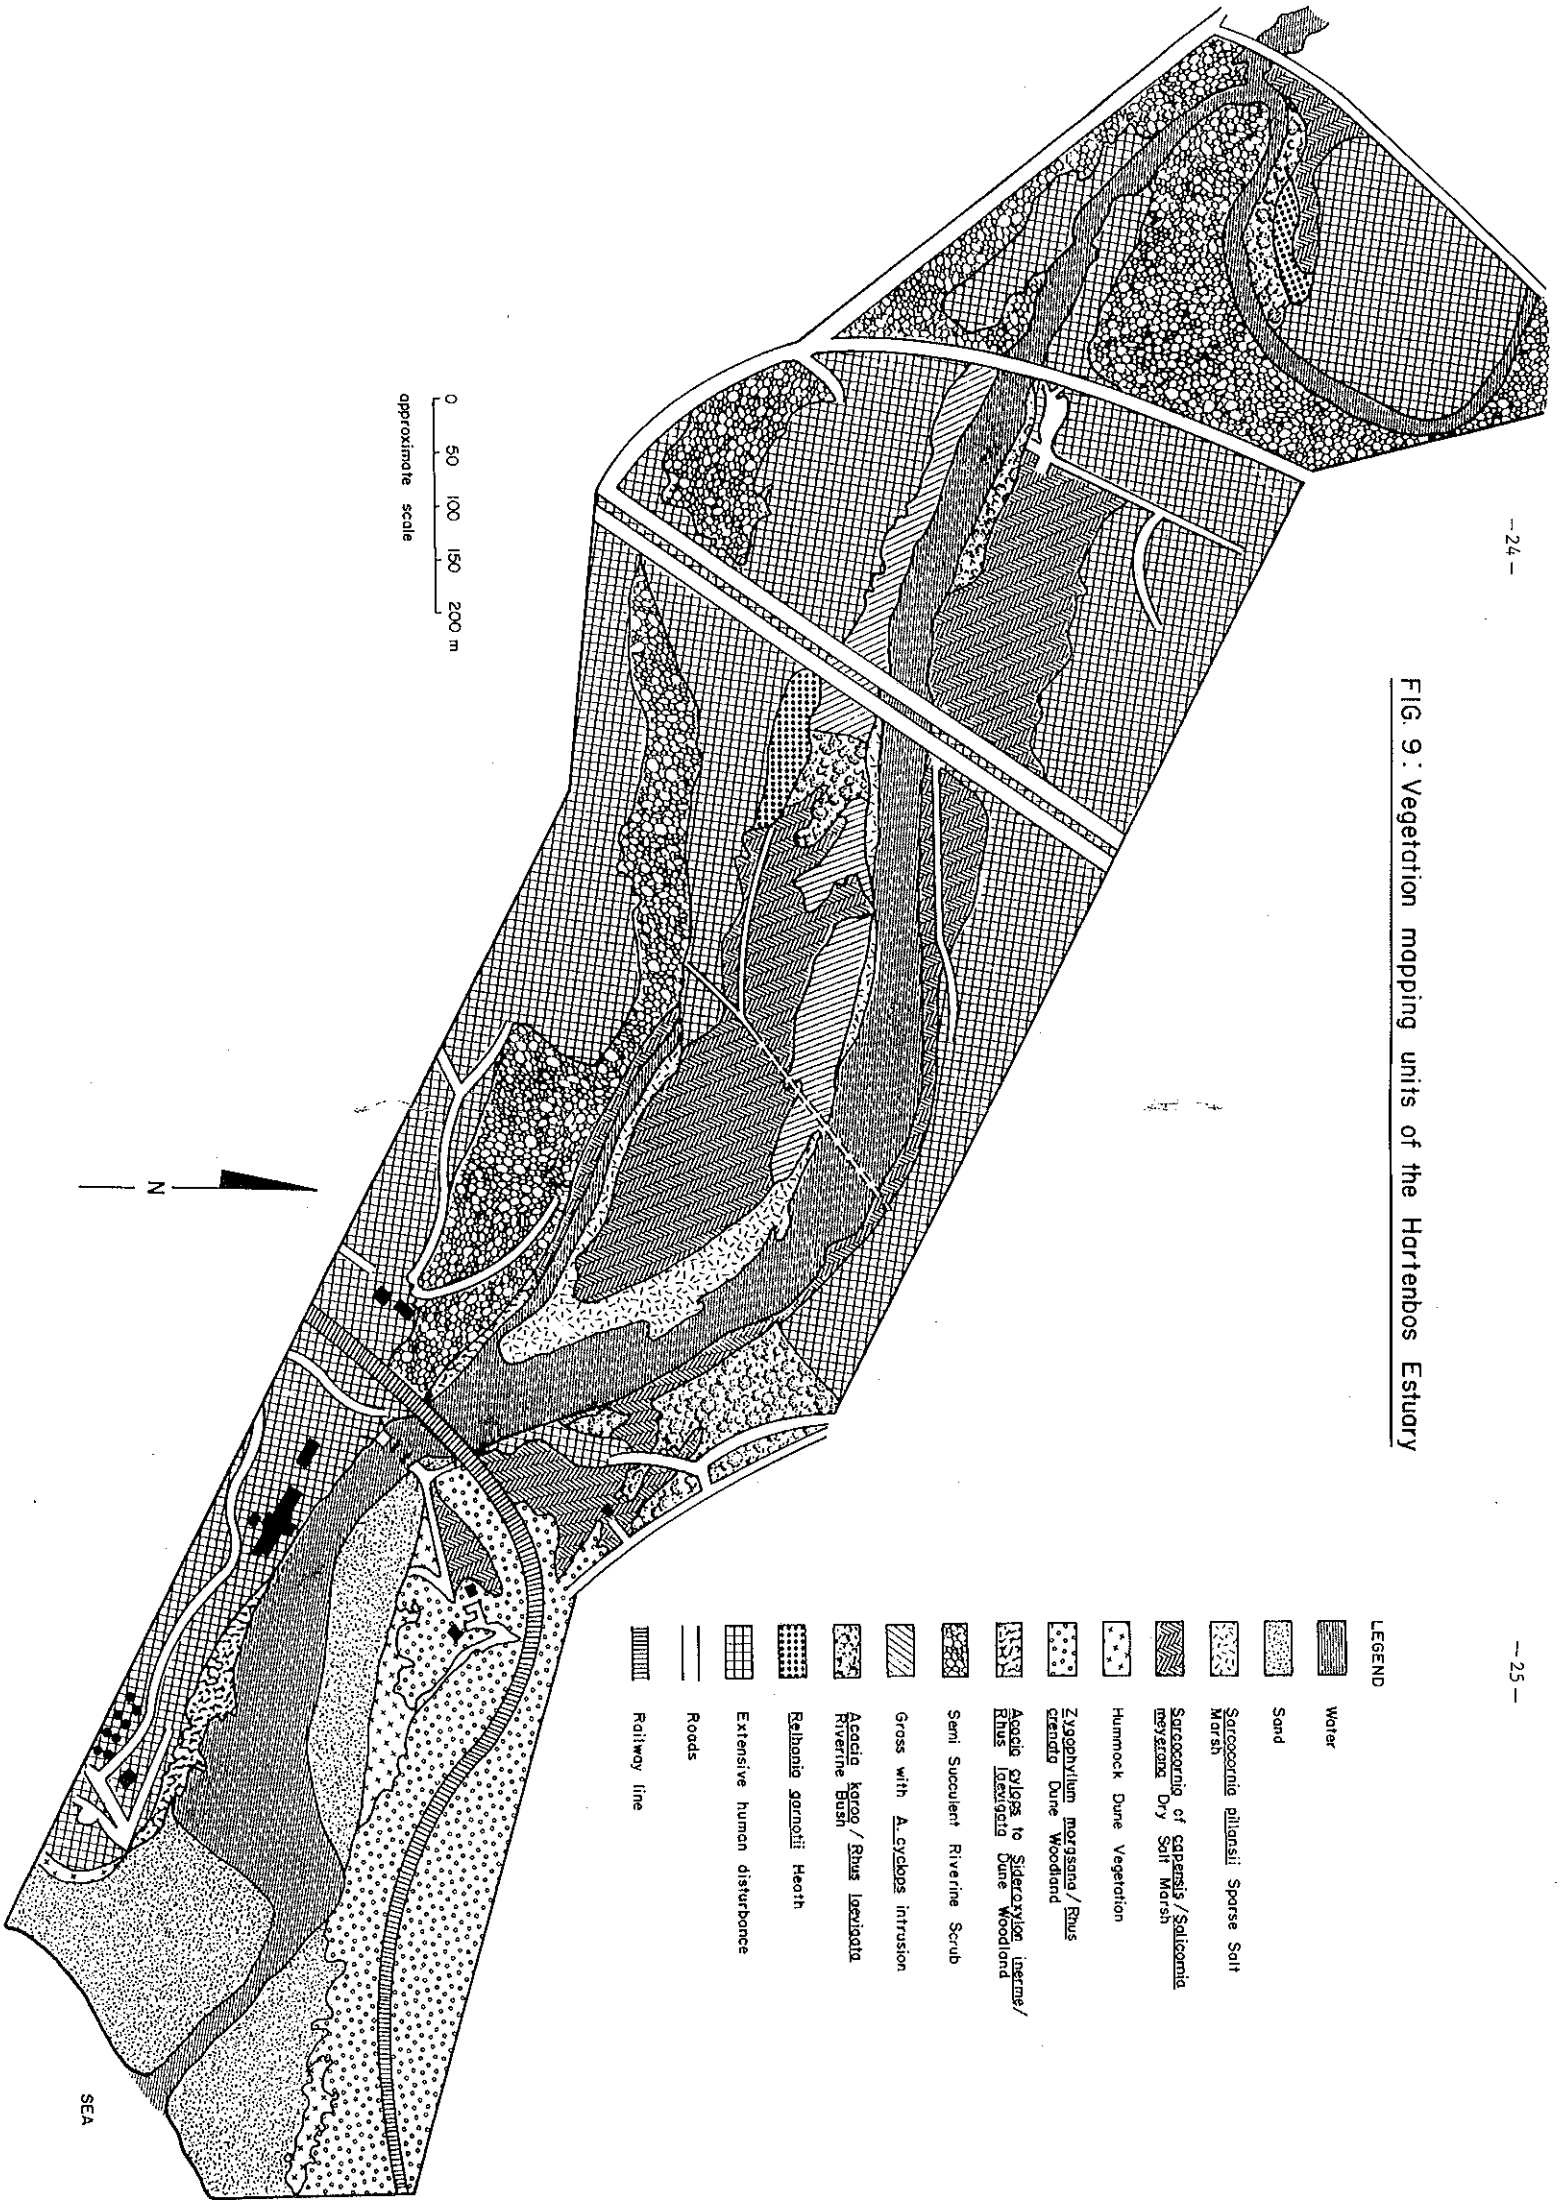 —24—
—25—
FIG. 9: Vegetation mapping units of the Hartenbos Estuary
LEGEND
Water
Sand
Sarcocornia pillansii Sparse Salt
Marsh
Sarcocornia of capensis / Salicornia
meyerana Dry Salt Marsh
Hummock Dune Vegetation
Zygophyllum morgsana / Rhus
crenata Dune Woodland
Acacia cylops to Sideroxylon inerme /
Rhus laevigata Dune Woodland
Semi Succulent Riverine Scrub
Grass with A. cyclops intrusion
Acacia karoo / Rhus laevigata
Riverine Bush
Relhania garnotii Heath
Extensive human disturbance
Roads
Railway line
0 50 100 150 200 m
approximate scale
N
SEA